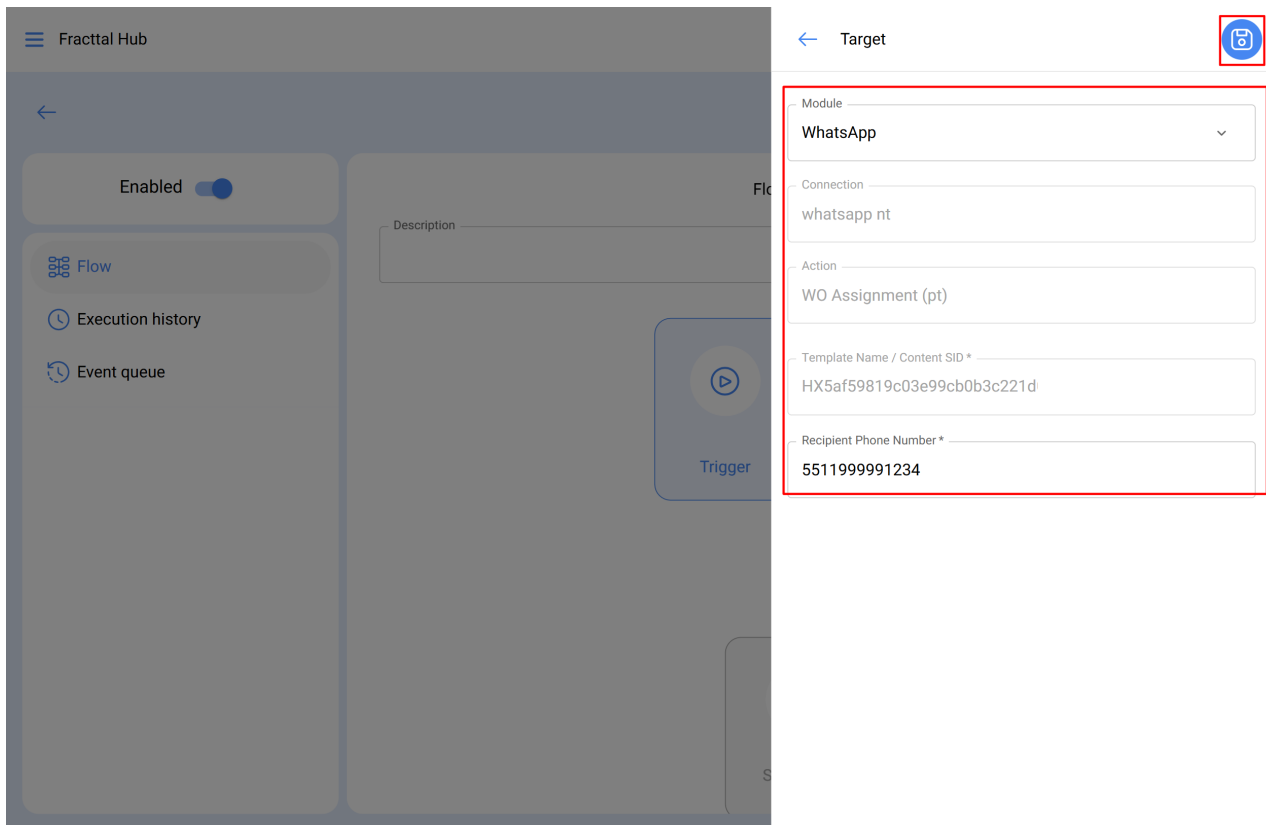 Fracttal Hub
Target
Module
WhatsApp
Enabled
Connection
whatsapp nt
Flow
Execution history
Event queue
Description
Action
WO Assignment (pt)
Template Name / Content SID *
HX5af59819c03e99cb0b3c221d
Recipient Phone Number *
5511999991234
Trigger